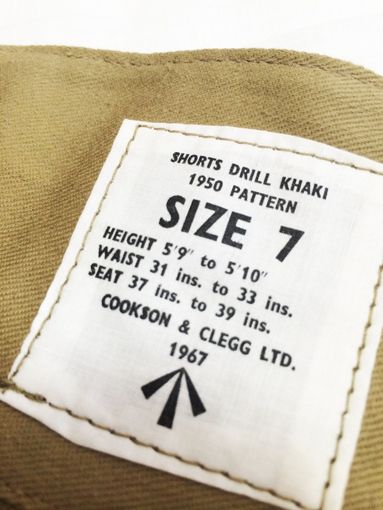 SHORTS DRILL KHAKI
1950 PATTERN
SIZE 7
HEIGHT 5'9" to 5'10"
WAIST 31 ins. to 33 ins.
SEAT 37 ins. to 39 ins.
COOKSON & CLEGG LTD.
1967